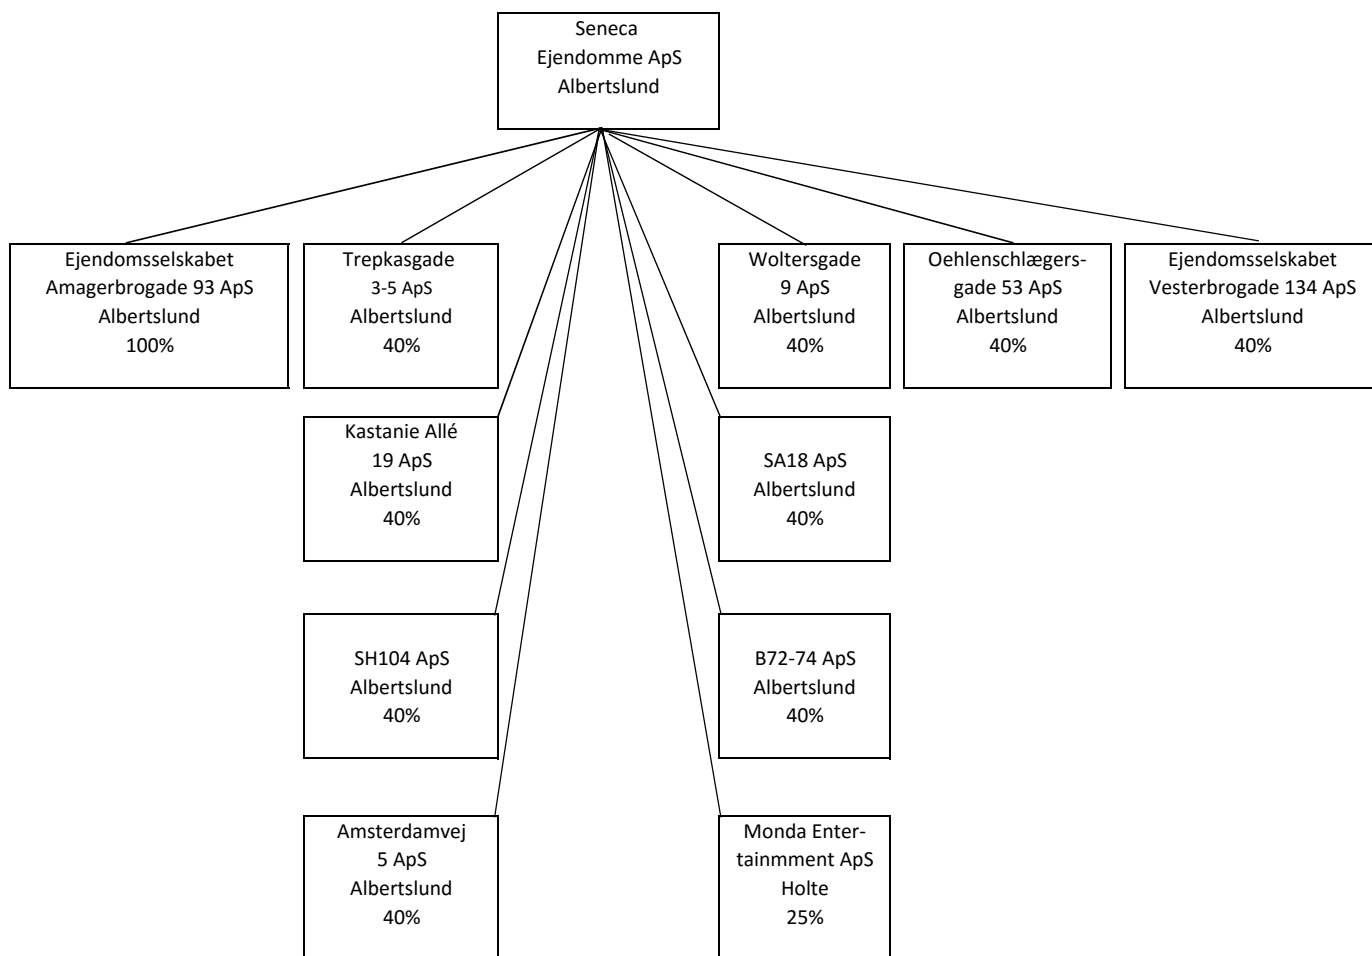 Seneca
Ejendomme ApS
Albertslund
Ejendomsselskabet
Amagerbrogade 93 ApS
Albertslund
100%
Trepkasgade
3-5 ApS
Albertslund
40%
Woltersgade
9 ApS
Albertslund
40%
Oehlenschlægers-
gade 53 ApS
Albertslund
40%
Ejendomsselskabet
Vesterbrogade 134 ApS
Albertslund
40%
Kastanie Allé
19 ApS
Albertslund
40%
SA18 ApS
Albertslund
40%
SH104 ApS
Albertslund
40%
B72-74 ApS
Albertslund
40%
Amsterdamvej
5 ApS
Albertslund
40%
Monda Enter-
tainmment ApS
Holte
25%